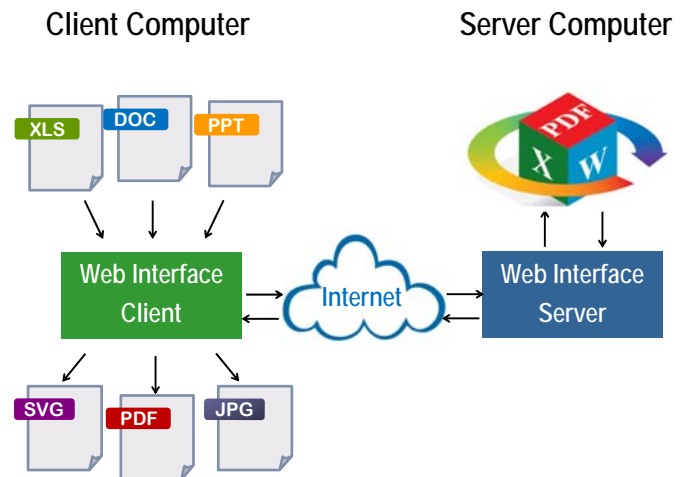 Client Computer
Server Computer
XLS
DOC
PPT
PDF
X
W
Web Interface
Client
Internet
Web Interface
Server
SVG
PDF
JPG